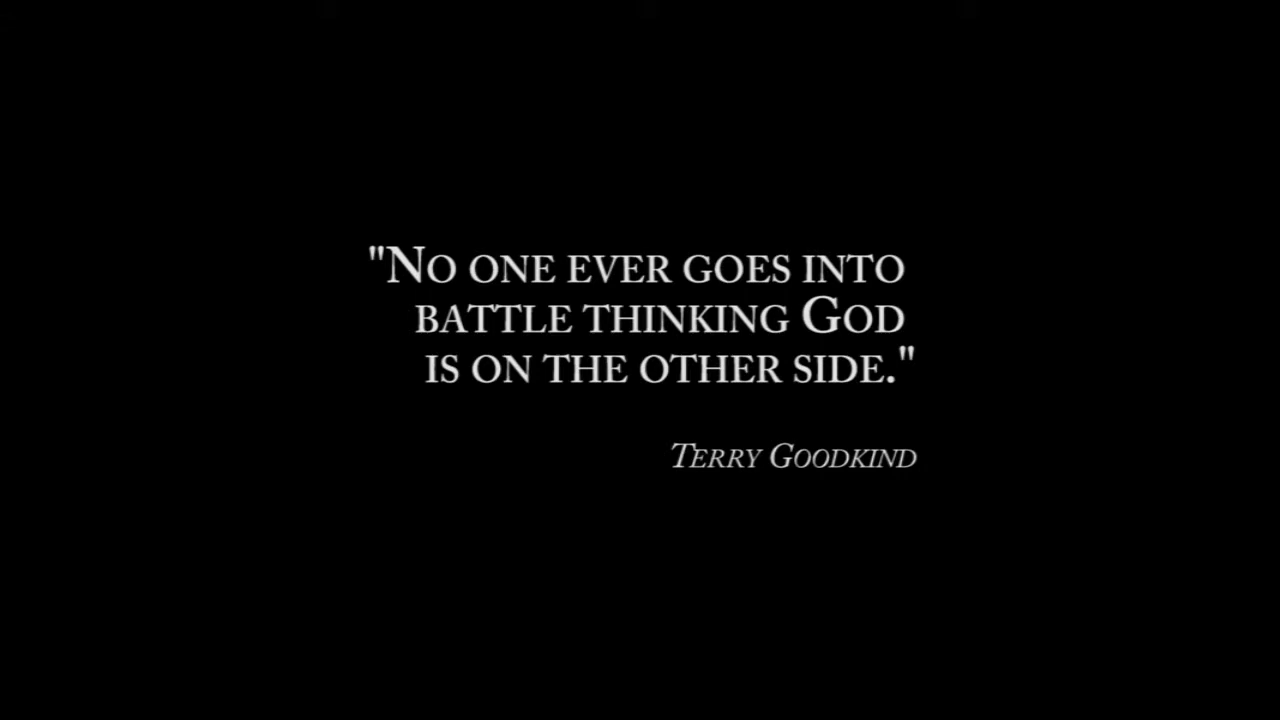 "No one ever goes into
battle thinking God
is on the other side."
Terry Goodkind